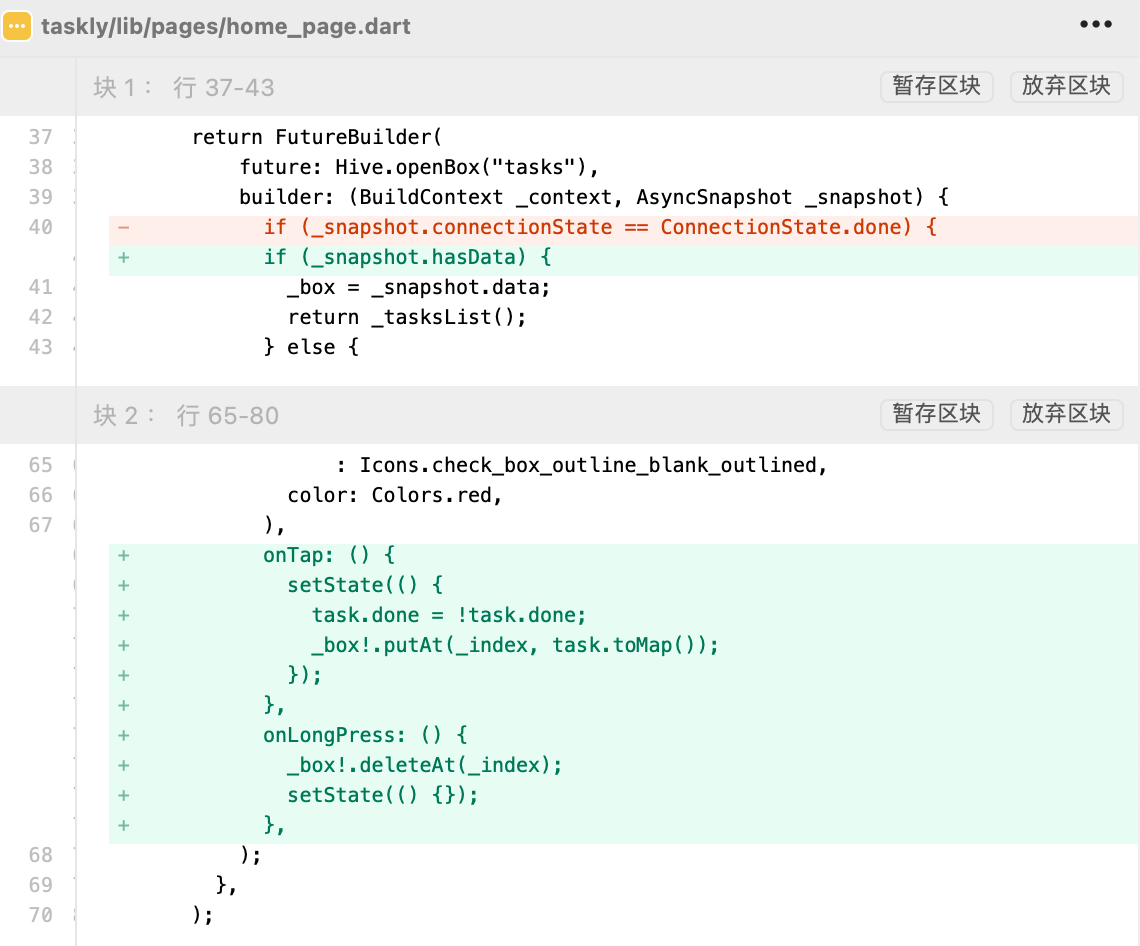 taskly/lib/pages/home_page.dart
块 1： 行 37-43 暂存区块 放弃区块
37 return FutureBuilder(
38 future: Hive.openBox("tasks"),
39 builder: (BuildContext _context, AsyncSnapshot _snapshot) {
40 − if (_snapshot.connectionState == ConnectionState.done) {
+ if (_snapshot.hasData) {
41 _box = _snapshot.data;
42 return _tasksList();
43 } else {
块 2： 行 65-80 暂存区块 放弃区块
65 : Icons.check_box_outline_blank_outlined,
66 color: Colors.red,
67 ),
+ onTap: () {
+ setState(() {
+ task.done = !task.done;
+ _box!.putAt(_index, task.toMap());
+ });
+ },
+ onLongPress: () {
+ _box!.deleteAt(_index);
+ setState(() {});
+ },
68 );
69 },
70 );